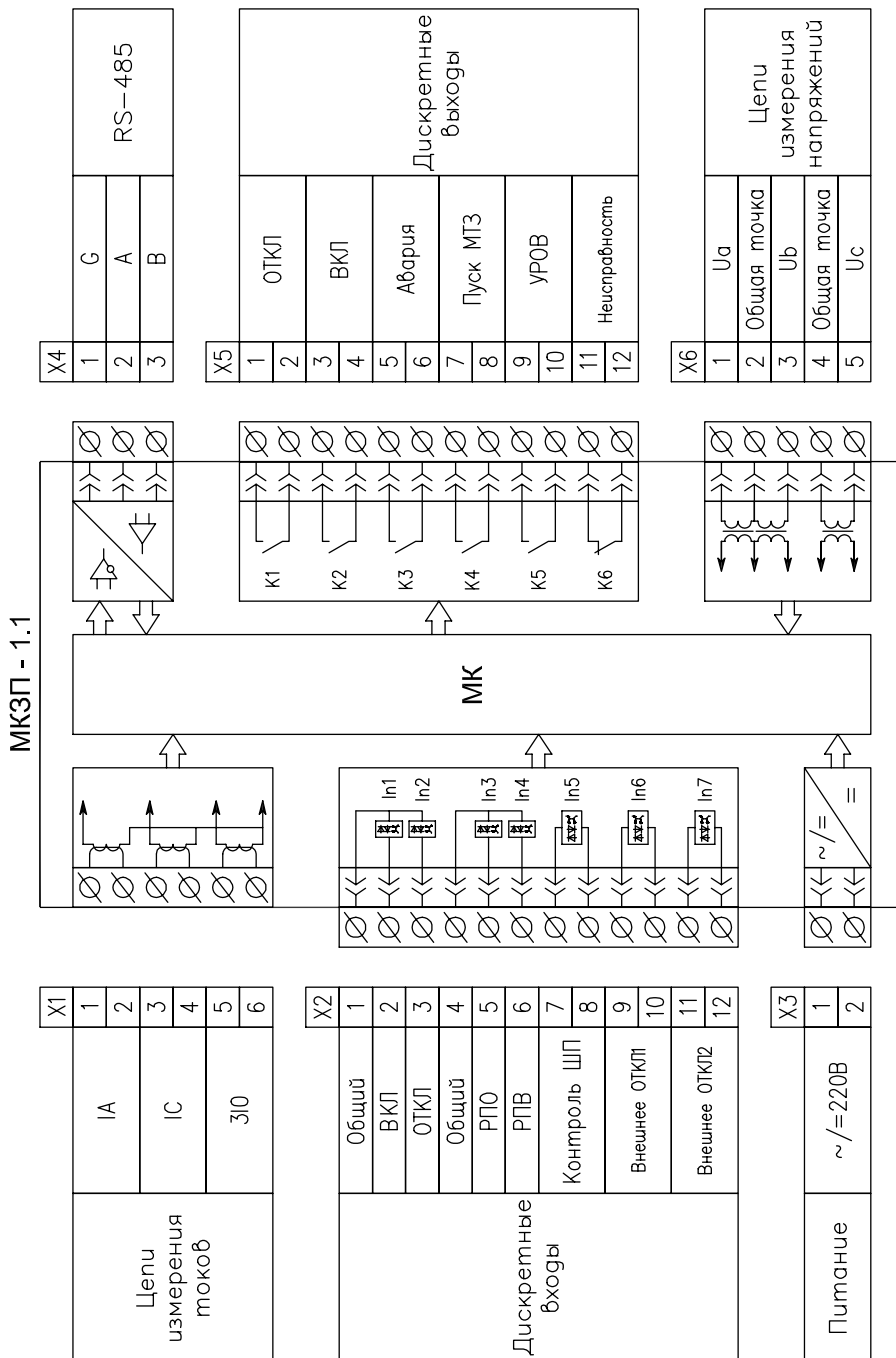 МКЗП - 1.1
X1
1
2
3
4
5
6
IA
IC
3I0
Цепи
измерения
токов
X2
1
2
3
4
5
6
7
8
9
10
11
12
Общий
ВКЛ
ОТКЛ
Общий
РПО
РПВ
Контроль ШП
Внешнее ОТКЛ1
Внешнее ОТКЛ2
Дискретные
входы
X3
1
2
~/=220В
Питание
In1
In2
In3
In4
In5
In6
In7
~/=
=
МК
K1
K2
K3
K4
K5
K6
X4
1
2
3
G
A
B
RS-485
X5
1
2
3
4
5
6
7
8
9
10
11
12
ОТКЛ
ВКЛ
Авария
Пуск МТЗ
УРОВ
Неисправность
Дискретные
выходы
X6
1
2
3
4
5
Ua
Общая точка
Ub
Общая точка
Uc
Цепи
измерения
напряжений